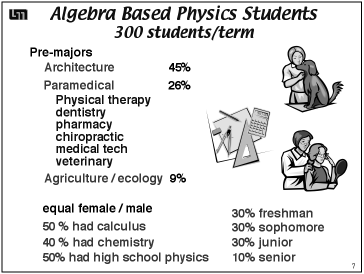 Algebra Based Physics Students
300 students/term
Pre-majors
Architecture 45%
Paramedical 26%
Physical therapy
dentistry
pharmacy
chiropractic
medical tech
veterinary
Agriculture / ecology 9%
equal female / male
50 % had calculus
40 % had chemistry
50% had high school physics
30% freshman
30% sophomore
30% junior
10% senior
7